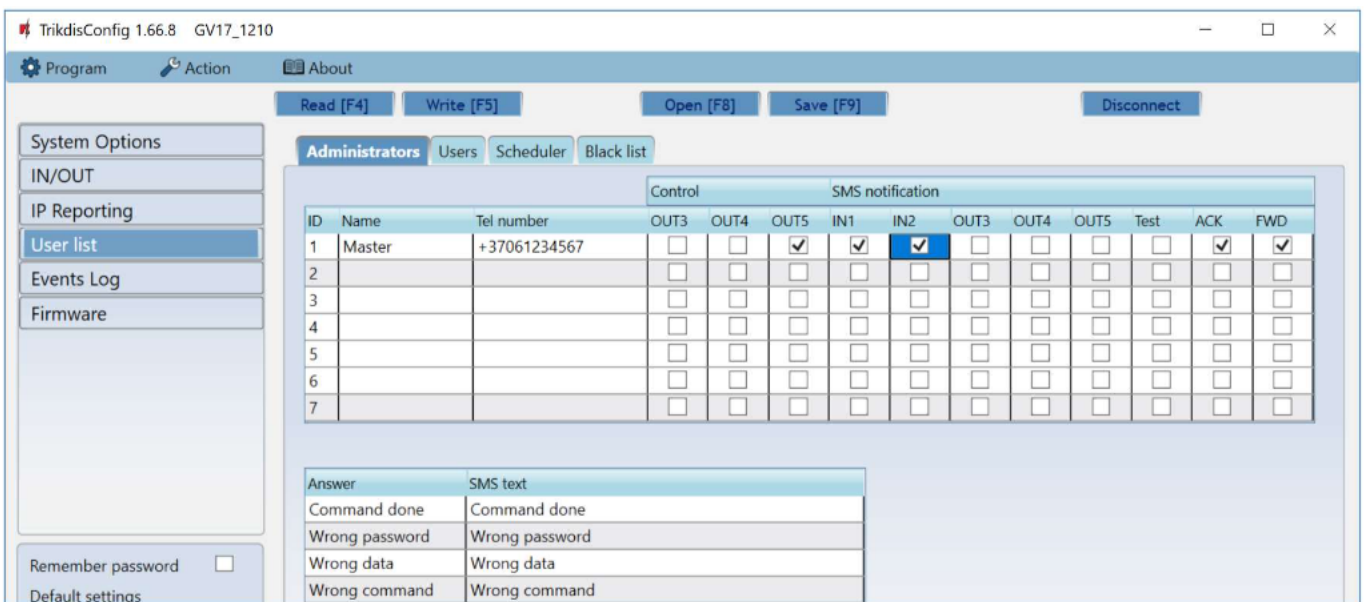 TrikdisConfig 1.66.8 GV17_1210
Program Action About
Read [F4] Write [F5] Open [F8] Save [F9] Disconnect
System Options
IN/OUT
IP Reporting
User list
Events Log
Firmware
Administrators Users Scheduler Black list
Control SMS notification
ID Name Tel number OUT3 OUT4 OUT5 IN1 IN2 OUT3 OUT4 OUT5 Test ACK FWD
1 Master +37061234567
2
3
4
5
6
7
Answer SMS text
Command done Command done
Wrong password Wrong password
Wrong data Wrong data
Wrong command Wrong command
Remember password
Default settings